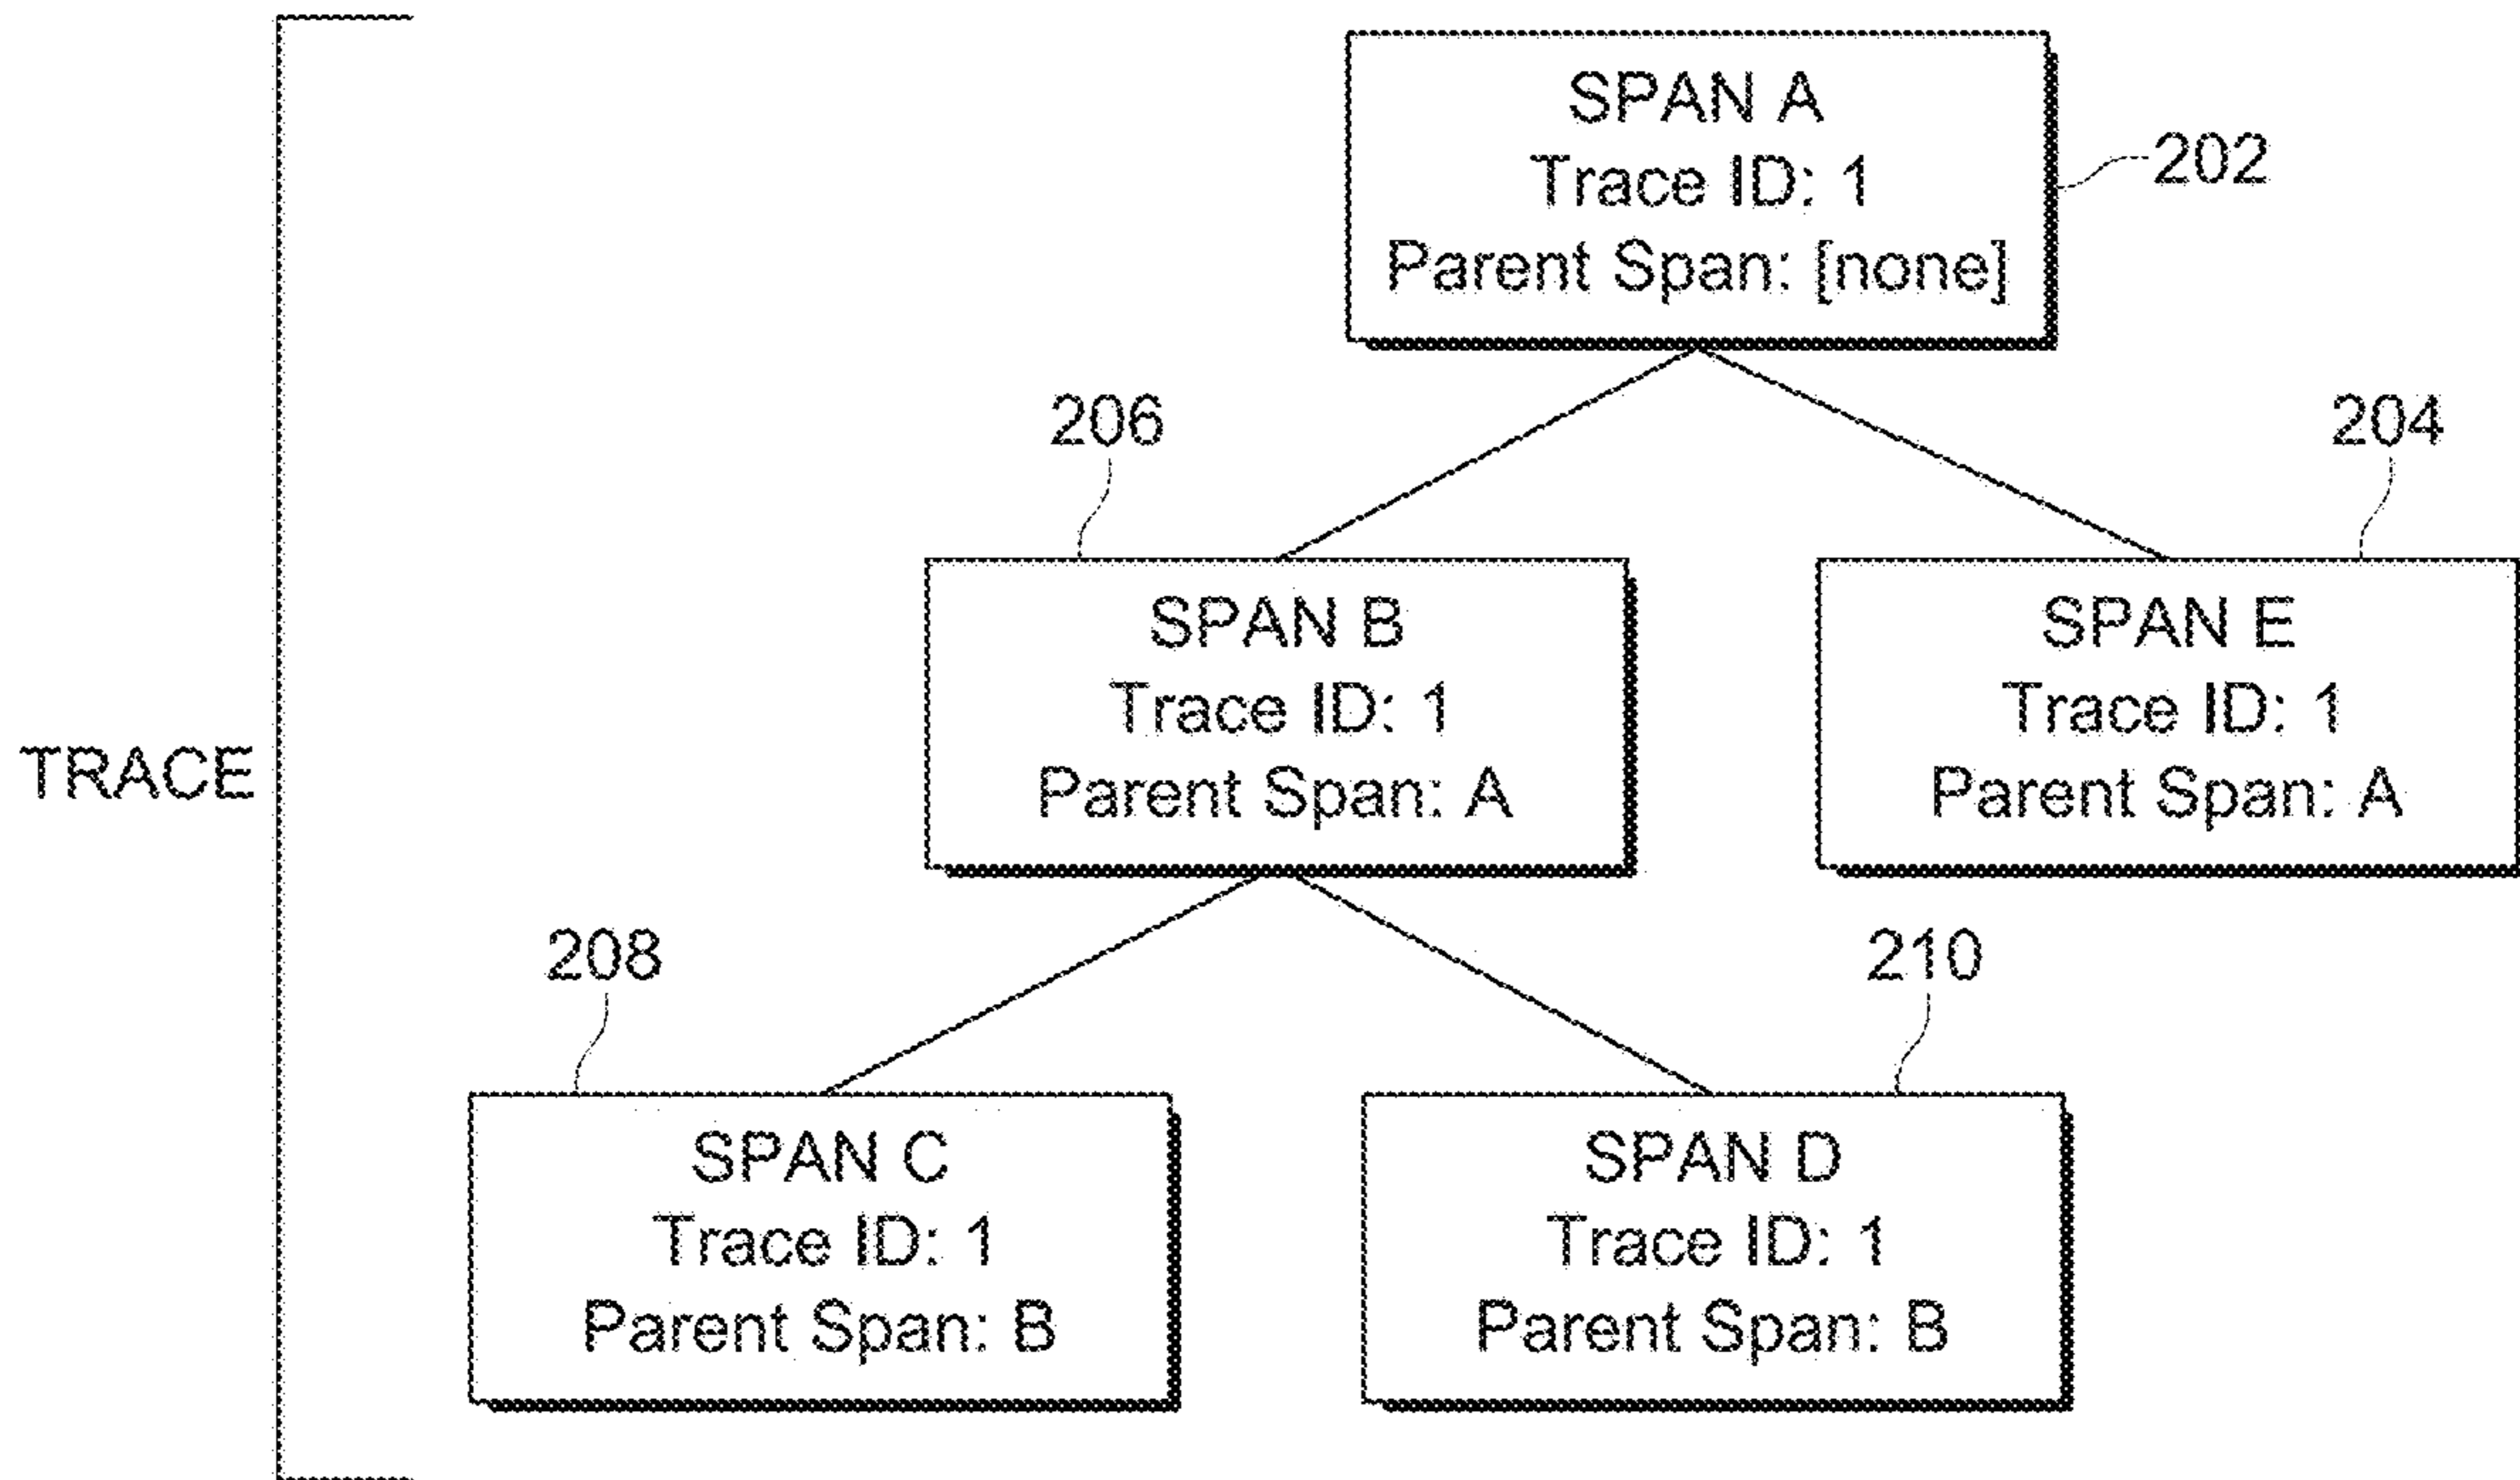 SPAN A
Trace ID: 1
Parent Span: [none]
202
206
204
SPAN B
Trace ID: 1
Parent Span: A
SPAN E
Trace ID: 1
Parent Span: A
TRACE
208
210
SPAN C
Trace ID: 1
Parent Span: B
SPAN D
Trace ID: 1
Parent Span: B